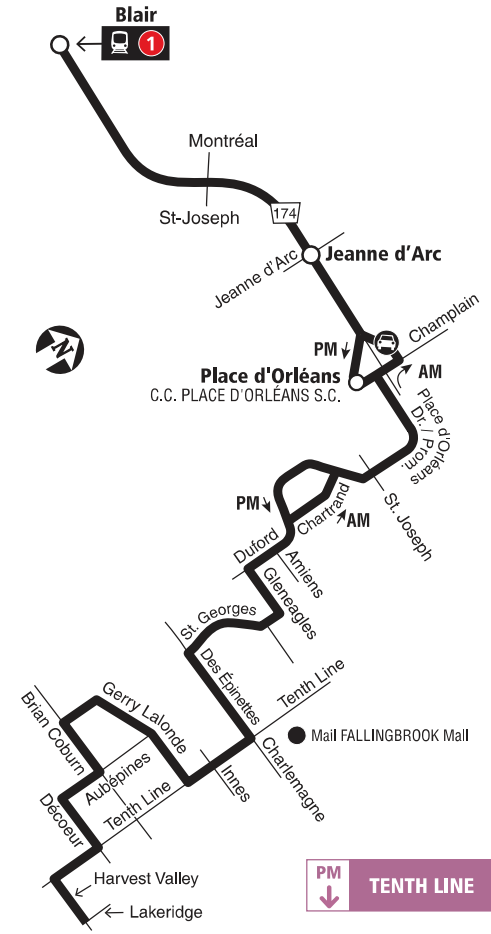 Blair
1
Montréal
St-Joseph
174
Jeanne d'Arc
Jeanne d'Arc
Champlain
PM
Place d'Orléans
C.C. PLACE D'ORLÉANS S.C.
AM
N
Place d'Orléans
Dr. / Prom.
St. Joseph
PM
Chartrand
AM
Duford
Amiens
Gleneagles
St. Georges
Des Épinettes
Tenth Line
Gerry Lalonde
Brian Coburn
Mail FALLINGBROOK Mall
Charlemagne
Innes
Aubépines
Tenth Line
Décoeur
Harvest Valley
Lakeridge
PM
TENTH LINE